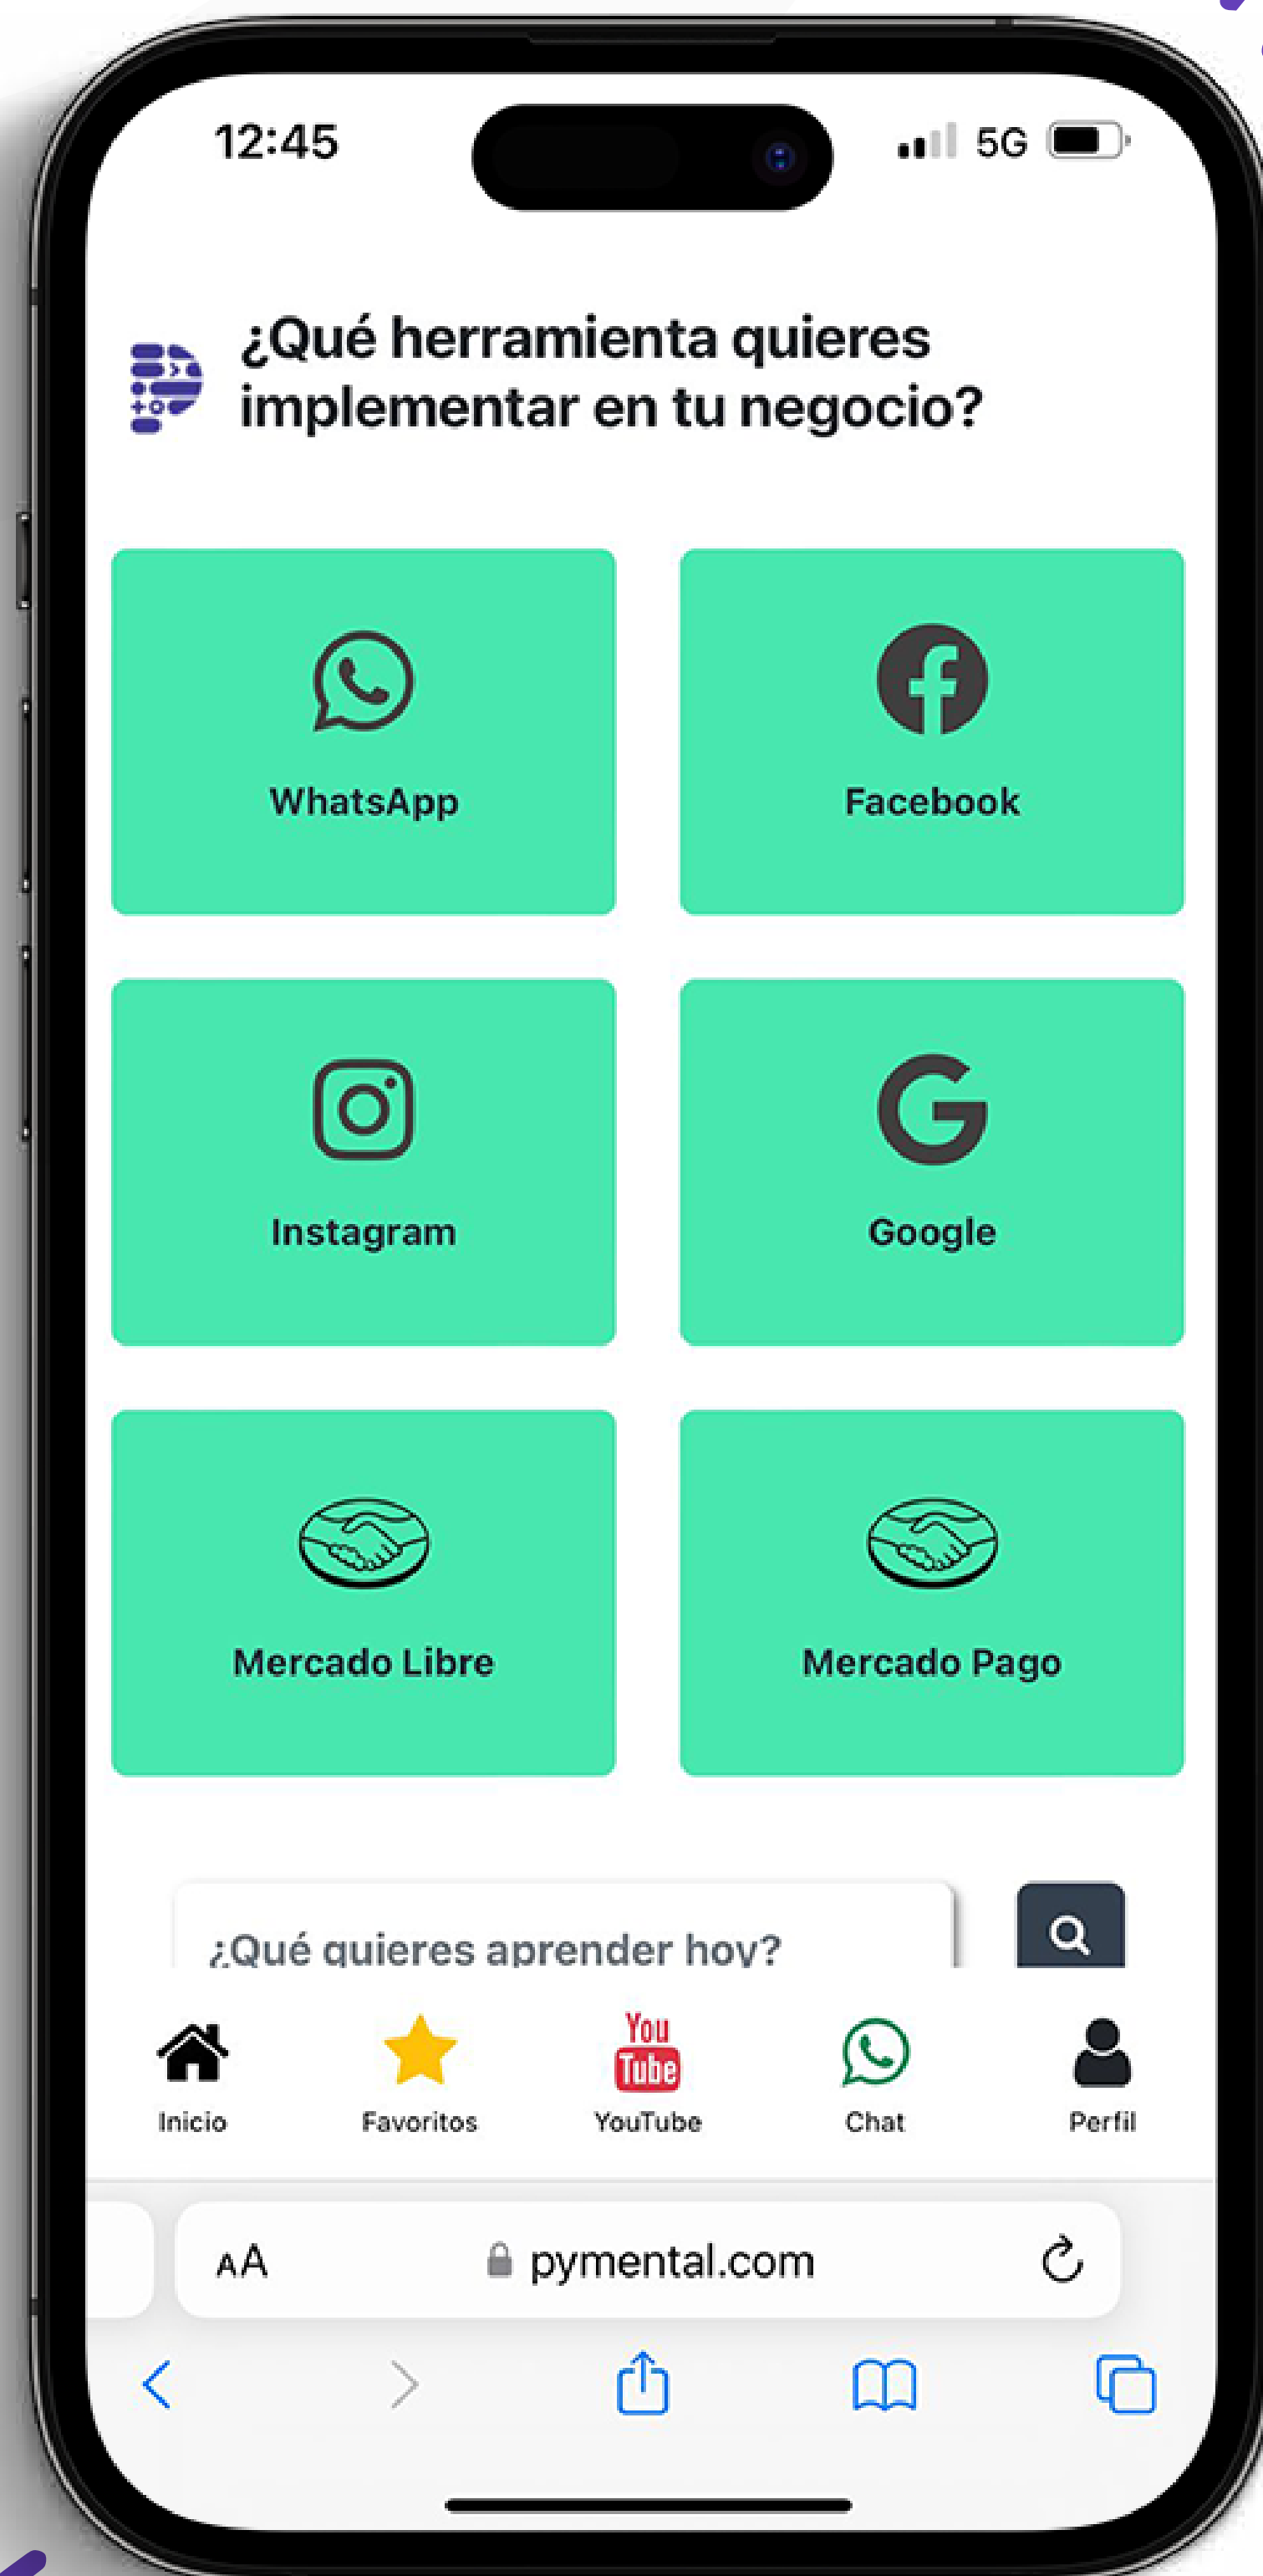 12:45
5G
¿Qué herramienta quieres
implementar en tu negocio?
WhatsApp
Facebook
Instagram
Google
Mercado Libre
Mercado Pago
¿Qué quieres aprender hoy?
You
Tube
Inicio
Favoritos
YouTube
Chat
Perfil
AA
pymental.com